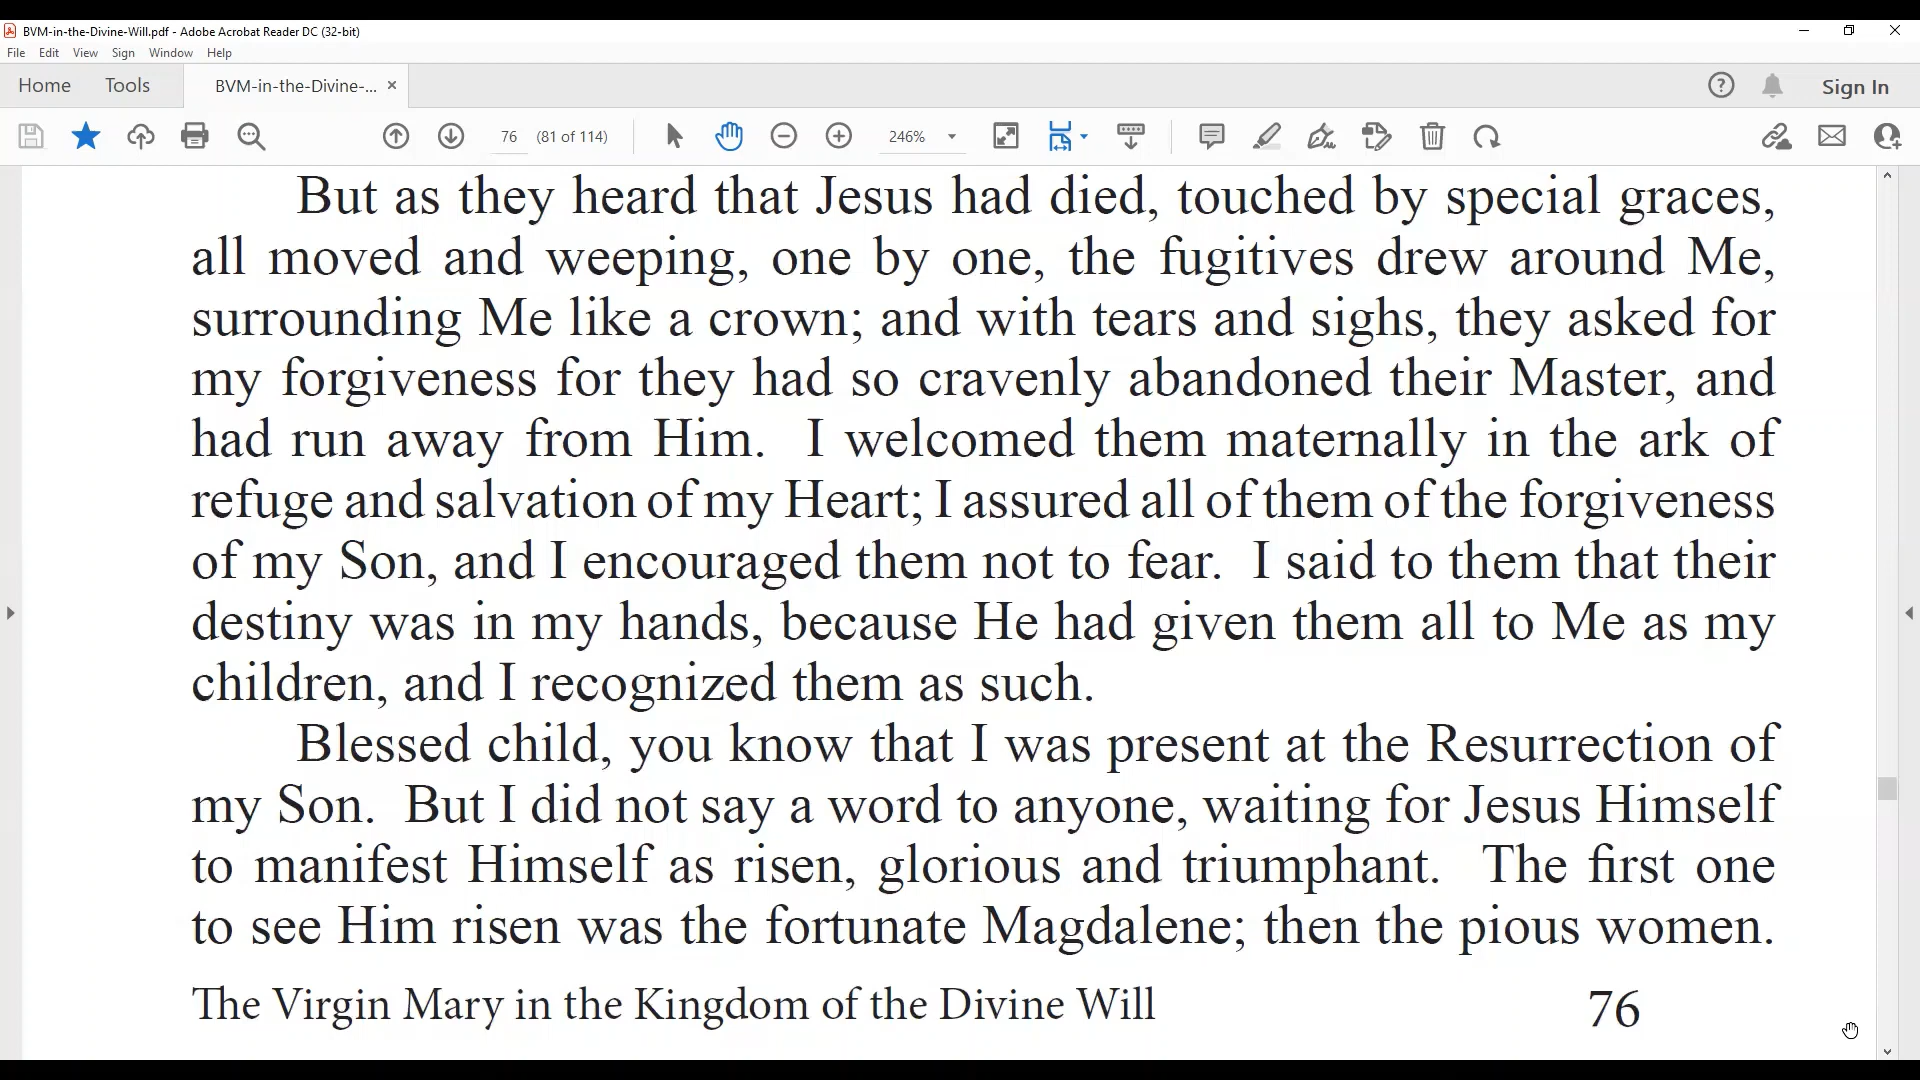 BVM-in-the-Divine-Will.pdf - Adobe Acrobat Reader DC (32-bit)
File Edit View Sign Window Help
Home Tools BVM-in-the-Divine-... × Sign In
76 (81 of 114) 246%
But as they heard that Jesus had died, touched by special graces,
all moved and weeping, one by one, the fugitives drew around Me,
surrounding Me like a crown; and with tears and sighs, they asked for
my forgiveness for they had so cravenly abandoned their Master, and
had run away from Him. I welcomed them maternally in the ark of
refuge and salvation of my Heart; I assured all of them of the forgiveness
of my Son, and I encouraged them not to fear. I said to them that their
destiny was in my hands, because He had given them all to Me as my
children, and I recognized them as such.
Blessed child, you know that I was present at the Resurrection of
my Son. But I did not say a word to anyone, waiting for Jesus Himself
to manifest Himself as risen, glorious and triumphant. The first one
to see Him risen was the fortunate Magdalene; then the pious women.
The Virgin Mary in the Kingdom of the Divine Will 76